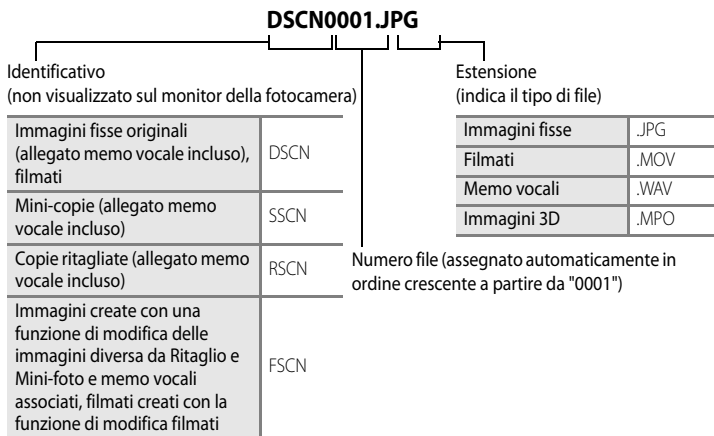 DSCN0001.JPG
Identificativo
(non visualizzato sul monitor della fotocamera)
Immagini fisse originali
(allegato memo vocale incluso),
filmati
DSCN
Mini-copie (allegato memo
vocale incluso)
SSCN
Copie ritagliate (allegato memo
vocale incluso)
RSCN
Immagini create con una
funzione di modifica delle
immagini diversa da Ritaglio e
Mini-foto e memo vocali
associati, filmati creati con la
funzione di modifica filmati
FSCN
Estensione
(indica il tipo di file)
Immagini fisse
.JPG
Filmati
.MOV
Memo vocali
.WAV
Immagini 3D
.MPO
Numero file (assegnato automaticamente in
ordine crescente a partire da "0001")